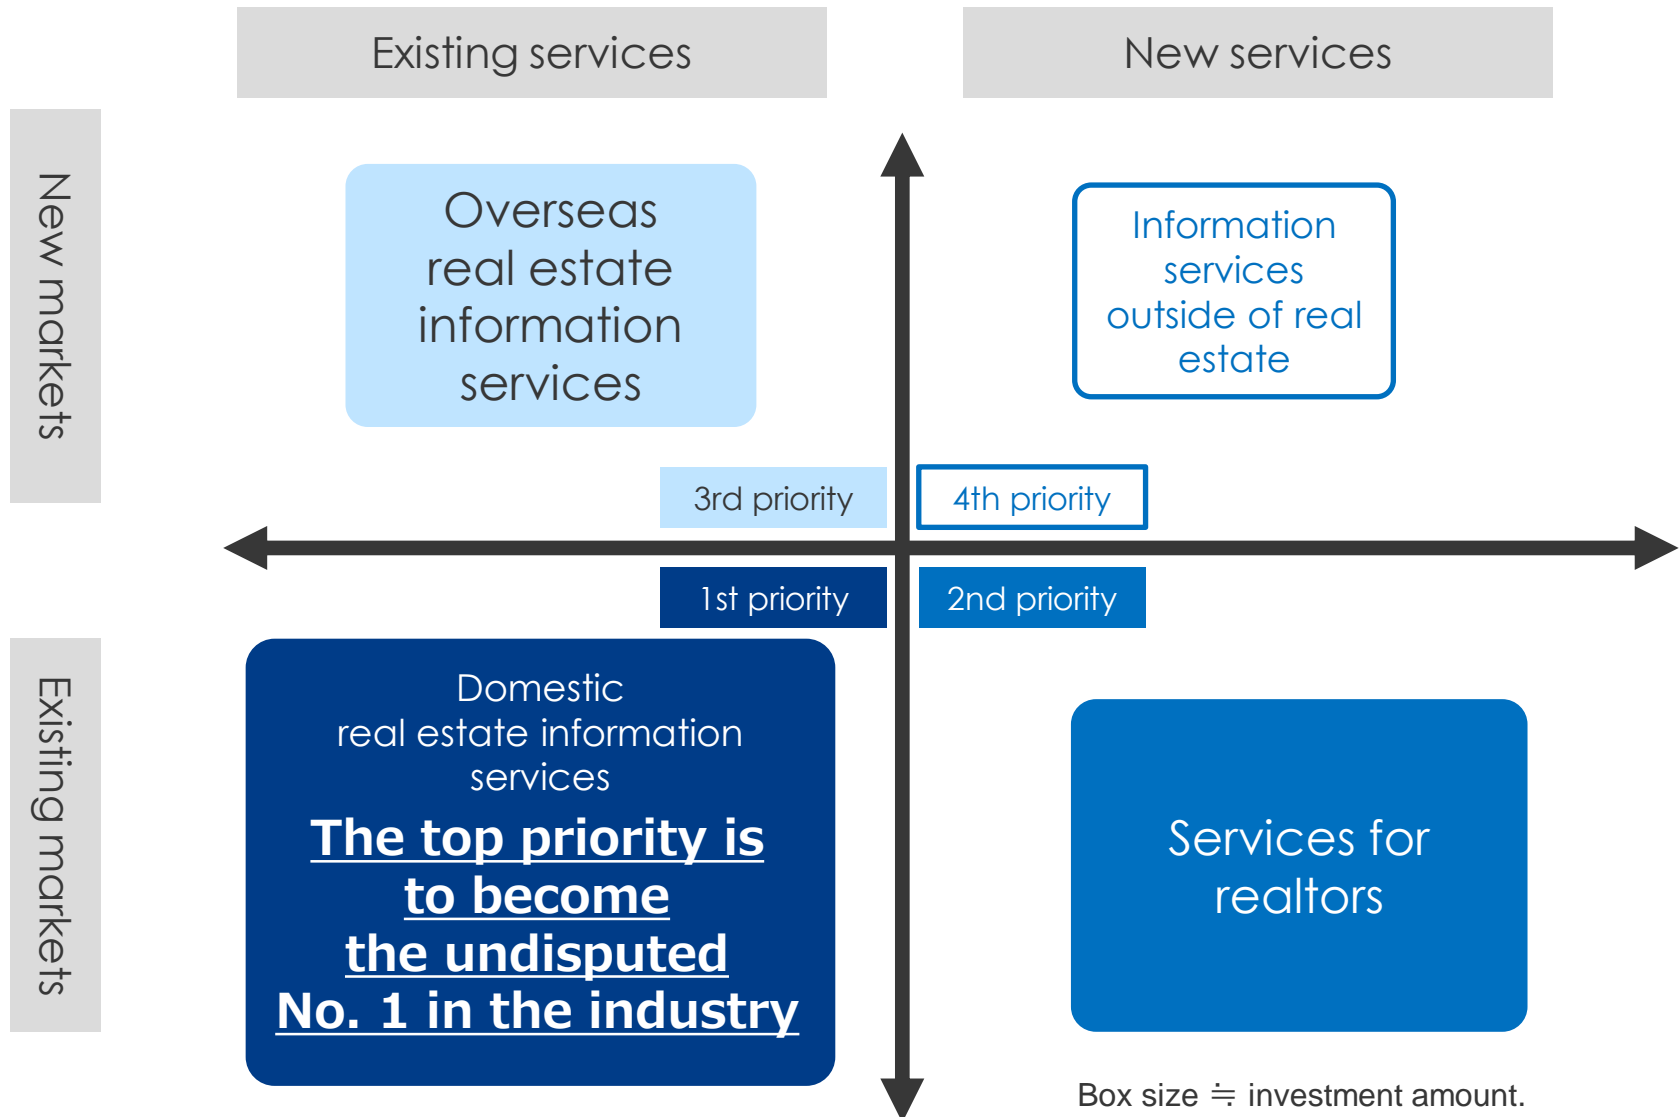 Existing services
New services
New markets
Overseas
real estate
information
services
Information
services
outside of real
estate
3rd priority
4th priority
1st priority
2nd priority
Existing markets
Domestic
real estate information
services
The top priority is
to become
the undisputed
No. 1 in the industry
Services for
realtors
Box size ≒ investment amount.